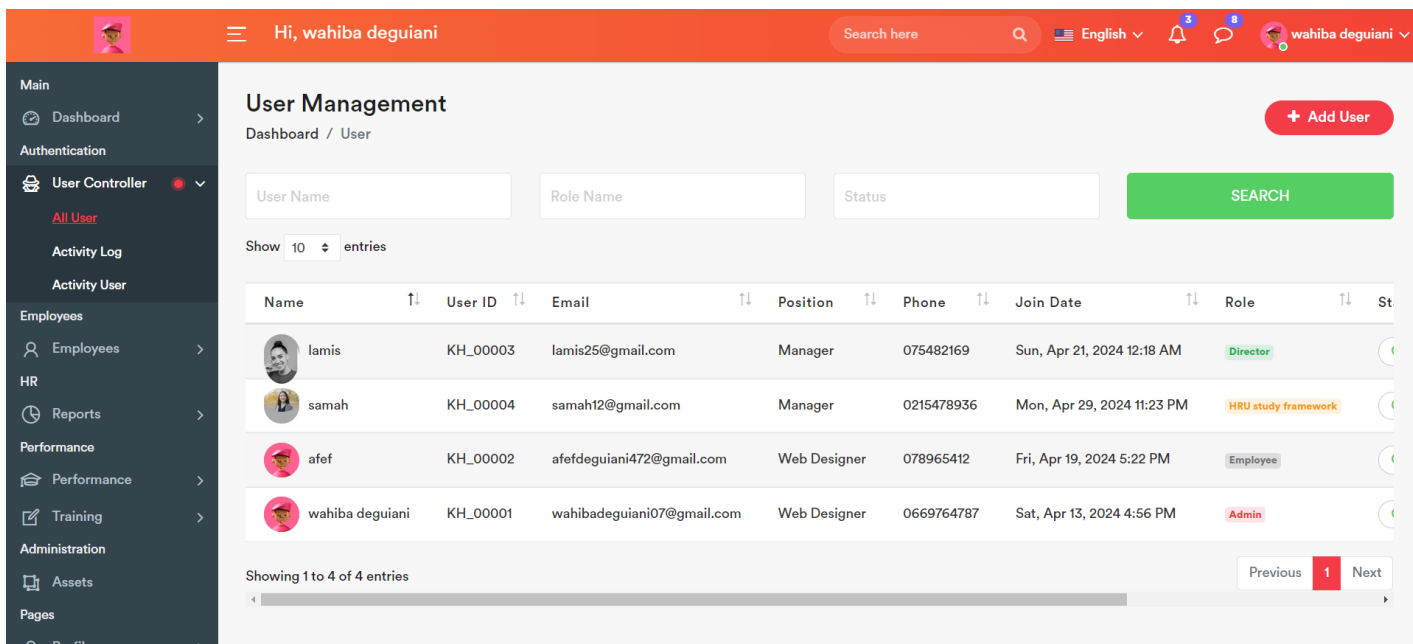 Hi, wahiba deguiani Search here English 3 8 wahiba deguiani
Main
Dashboard
Authentication
User Controller
All User
Activity Log
Activity User
Employees
Employees
HR
Reports
Performance
Performance
Training
Administration
Assets
Pages
User Management
Dashboard / User
+ Add User
User Name Role Name Status SEARCH
Show 10 entries
Name User ID Email Position Phone Join Date Role St
lamis KH_00003 lamis25@gmail.com Manager 075482169 Sun, Apr 21, 2024 12:18 AM Director
samah KH_00004 samah12@gmail.com Manager 0215478936 Mon, Apr 29, 2024 11:23 PM HRU study framework
afef KH_00002 afefdeguiani472@gmail.com Web Designer 078965412 Fri, Apr 19, 2024 5:22 PM Employee
wahiba deguiani KH_00001 wahibadeguiani07@gmail.com Web Designer 0669764787 Sat, Apr 13, 2024 4:56 PM Admin
Showing 1 to 4 of 4 entries
Previous 1 Next